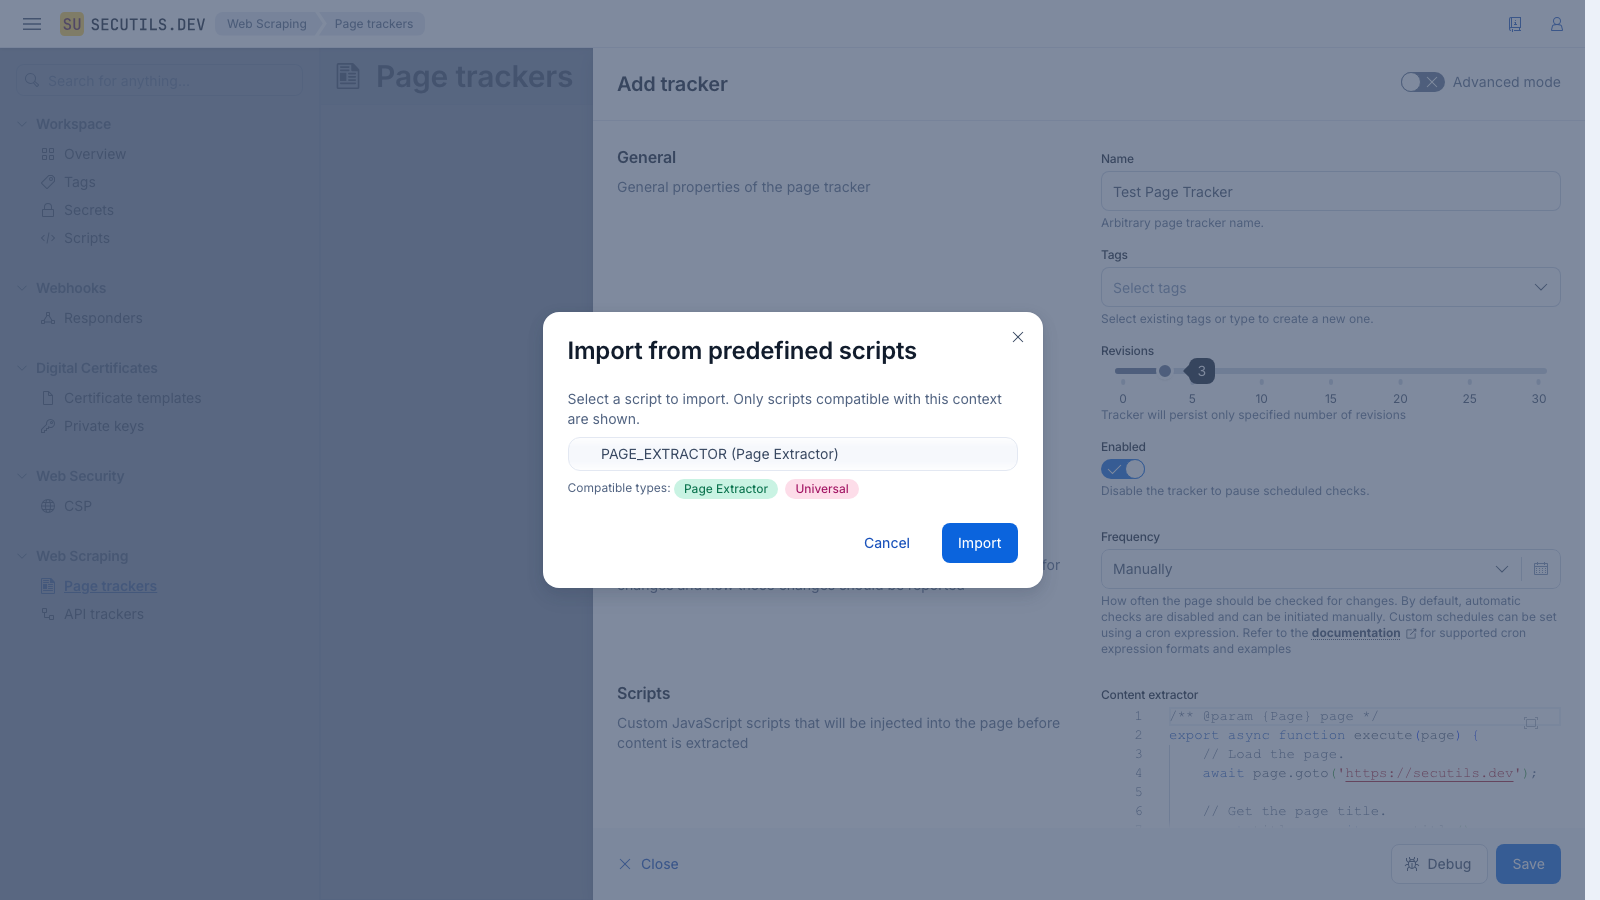 SU SECUTILS.DEV
Web Scraping
Page trackers
Search for anything...
Workspace
Overview
Tags
Secrets
Scripts
Webhooks
Responders
Digital Certificates
Certificate templates
Private keys
Web Security
CSP
Web Scraping
Page trackers
API trackers
Page trackers
Add tracker
Advanced mode
General
General properties of the page tracker
Name
Test Page Tracker
Arbitrary page tracker name.
Tags
Select tags
Select existing tags or type to create a new one.
Revisions
3
0 5 10 15 20 25 30
Tracker will persist only specified number of revisions
Enabled
Disable the tracker to pause scheduled checks.
for
Frequency
Manually
How often the page should be checked for changes. By default, automatic
checks are disabled and can be initiated manually. Custom schedules can be set
using a cron expression. Refer to the documentation for supported cron
expression formats and examples
Scripts
Custom JavaScript scripts that will be injected into the page before
content is extracted
Content extractor
1 /** @param {Page} page */
2 export async function execute(page) {
3 // Load the page.
4 await page.goto('https://secutils.dev');
5
6 // Get the page title.
Close
Debug
Save
Import from predefined scripts
Select a script to import. Only scripts compatible with this context
are shown.
PAGE_EXTRACTOR (Page Extractor)
Compatible types: Page Extractor Universal
Cancel
Import